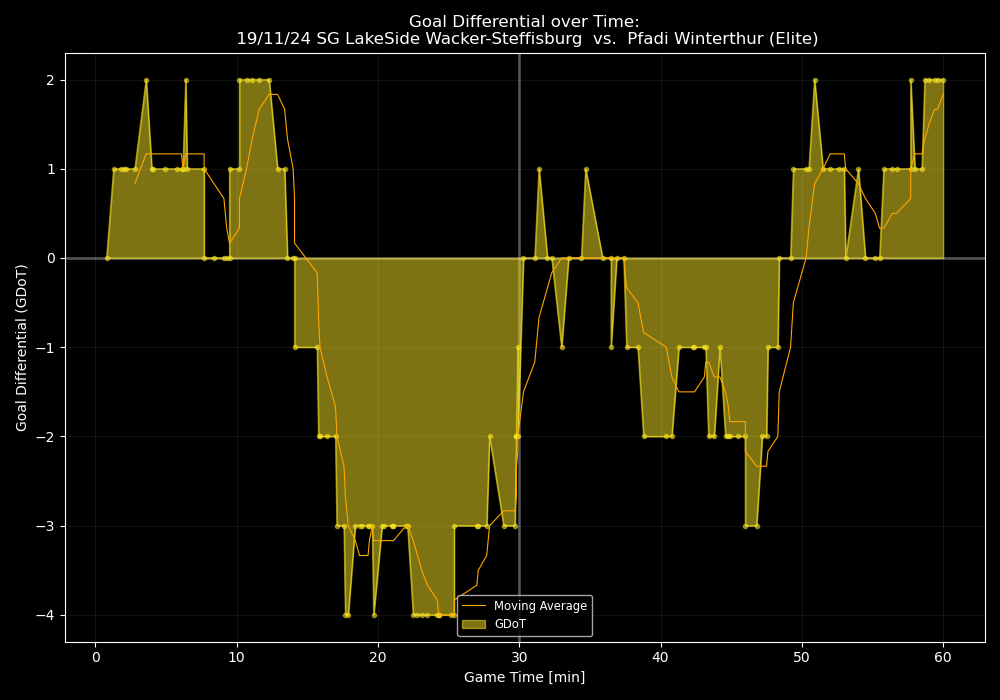 Goal Differential over Time:
19/11/24 SG LakeSide Wacker-Steffisburg  vs.  Pfadi Winterthur (Elite)
Goal Differential (GDoT)
2
1
0
−1
−2
−3
−4
0
10
20
30
40
50
60
Game Time [min]
Moving Average
GDoT